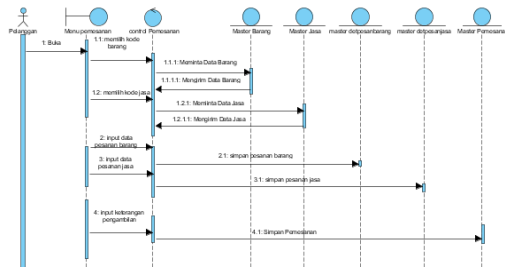 Pelanggan
Menu pemesanan
control Pemesanan
Master Barang
Master Jasa
master detpesanbarang
master detpesanjasa
Master Pemesana
1: Buka
1.1: memilih kode
barang
1.1.1: Meminta Data Barang
1.1.1.1: Mengirim Data Barang
1.2: memilih kode jasa
1.2.1: Meminta Data Jasa
1.2.1.1: Mengirim Data Jasa
2: input data
pesanan barang
2.1: simpan pesanan barang
3: input data
pesanan jasa
3.1: simpan pesanan jasa
4: input keterangan
pengambilan
4.1: Simpan Pemesanan